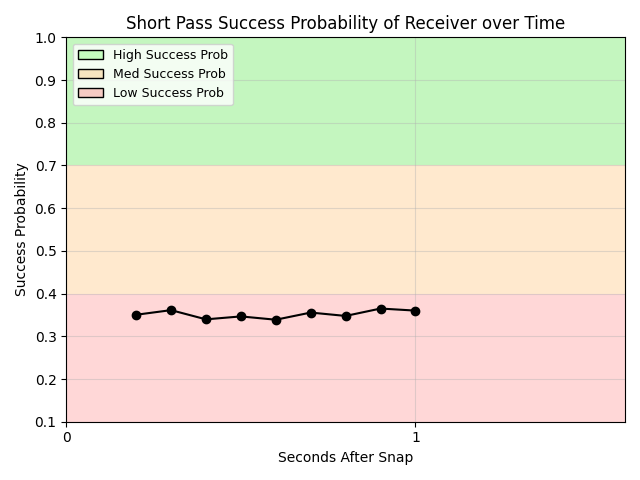 Short Pass Success Probability of Receiver over Time
1.0
0.9
0.8
0.7
0.6
0.5
0.4
0.3
0.2
0.1
Success Probability
High Success Prob
Med Success Prob
Low Success Prob
0
1
Seconds After Snap